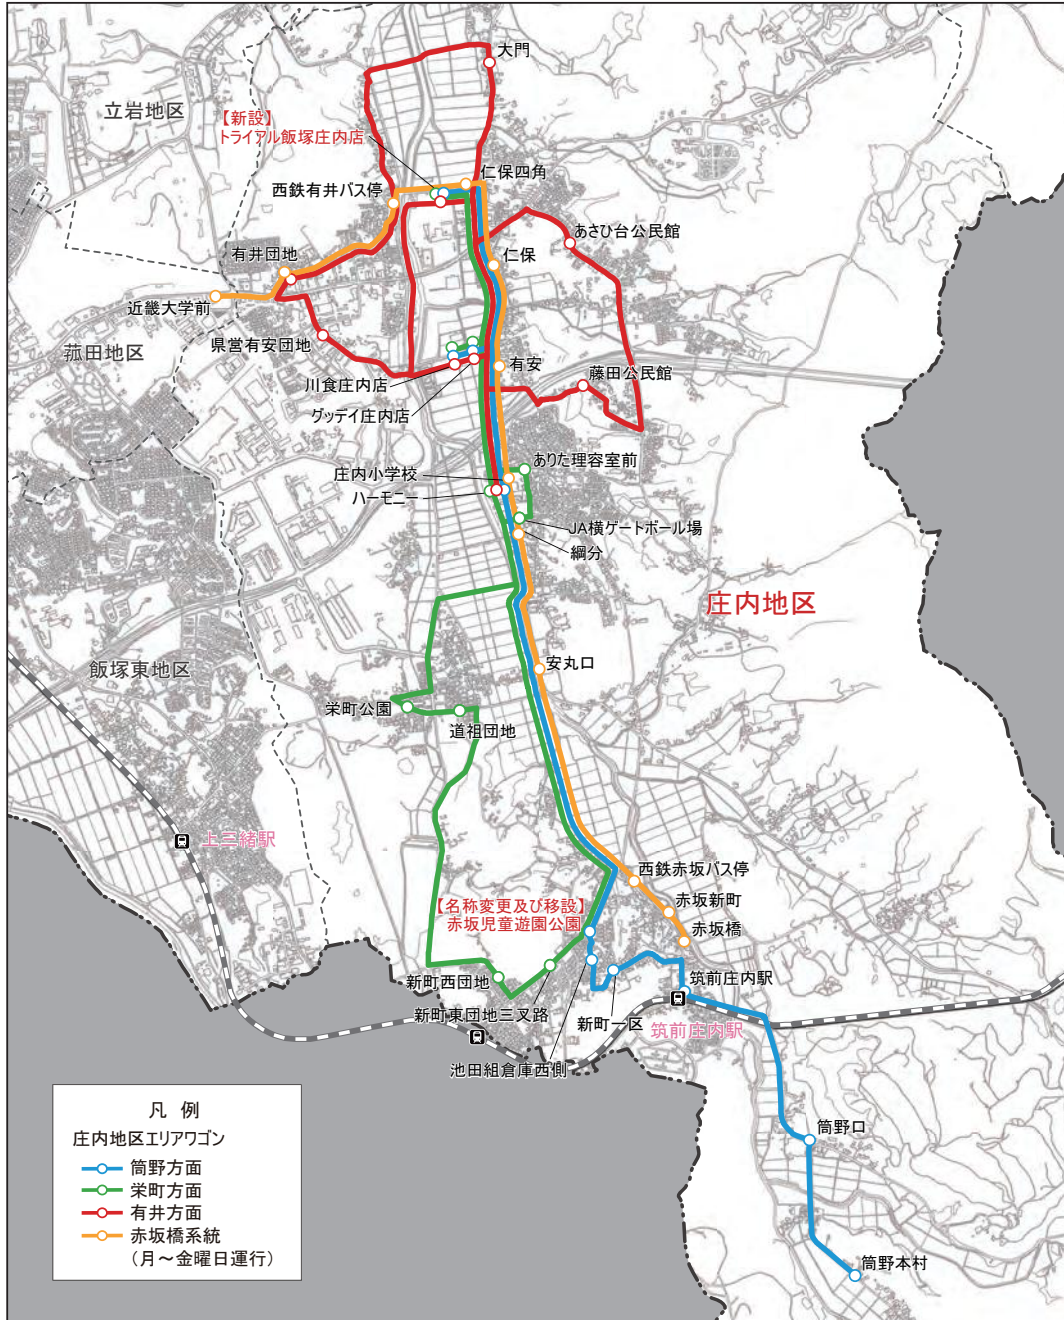 大門
立岩地区
【新設】
トライアル飯塚庄内店
仁保四角
西鉄有井バス停
あさひ台公民館
有井団地
仁保
近畿大学前
県営有安団地
菰田地区
有安
藤田公民館
川食庄内店
グッデイ庄内店
ありた理容室前
庄内小学校
ハーモニー
JA横ゲートボール場
綱分
庄内地区
飯塚東地区
安丸口
栄町公園
道祖団地
上三緒駅
西鉄赤坂バス停
【名称変更及び移設】
赤坂児童遊園公園
赤坂新町
赤坂橋
新町西団地
筑前庄内駅
新町東団地三叉路
新町一区
筑前庄内駅
池田組倉庫西側
凡 例
庄内地区エリアワゴン
筒野方面
栄町方面
有井方面
赤坂橋系統
(月～金曜日運行)
筒野口
筒野本村